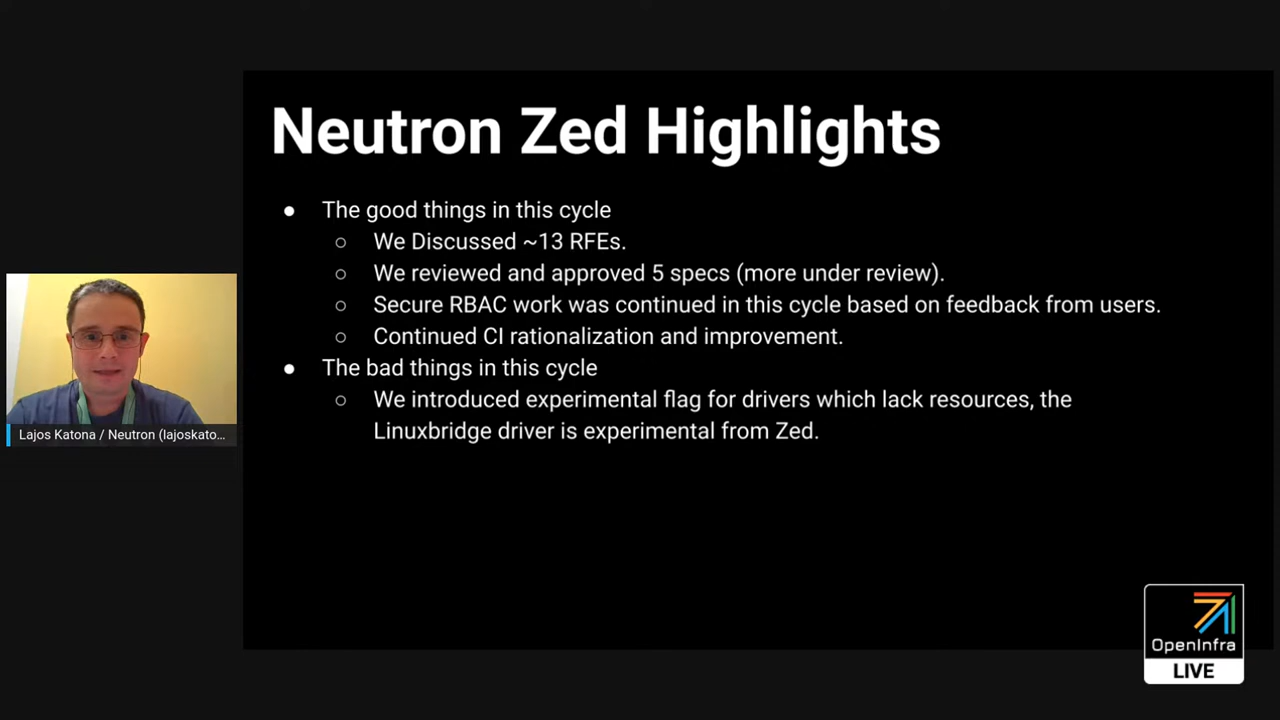 Neutron Zed Highlights
● The good things in this cycle
○ We Discussed ~13 RFEs.
○ We reviewed and approved 5 specs (more under review).
○ Secure RBAC work was continued in this cycle based on feedback from users.
○ Continued CI rationalization and improvement.
● The bad things in this cycle
○ We introduced experimental flag for drivers which lack resources, the
Linuxbridge driver is experimental from Zed.
Lajos Katona / Neutron (lajoskato...
OpenInfra
LIVE